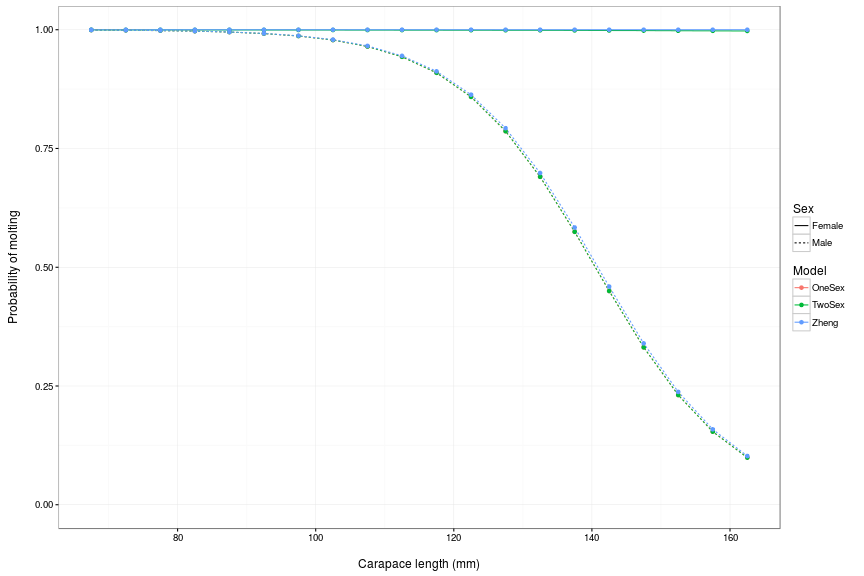 1.00
0.75
0.50
0.25
0.00
Probability of molting
80
100
120
140
160
Carapace length (mm)
Sex
Female
Male
Model
OneSex
TwoSex
Zheng